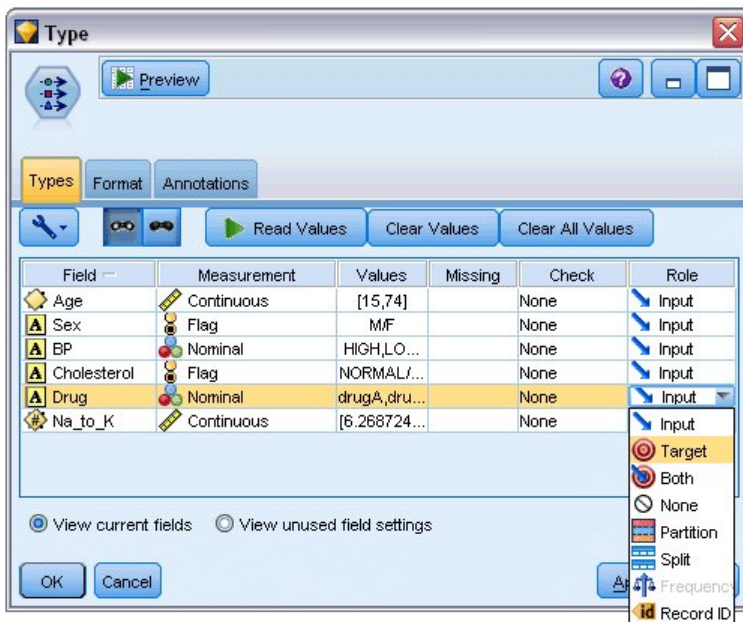 Type
Preview
Types Format Annotations
Read Values Clear Values Clear All Values
Field Measurement Values Missing Check Role
Age Continuous [15,74] None Input
A Sex Flag M/F None Input
A BP Nominal HIGH,LO... None Input
A Cholesterol Flag NORMAL/... None Input
A Drug Nominal drugA,dru... None Input
# Na_to_K Continuous [6.268724... None
Input
Target
Both
None
Partition
Split
Frequency
id Record ID
View current fields View unused field settings
OK Cancel